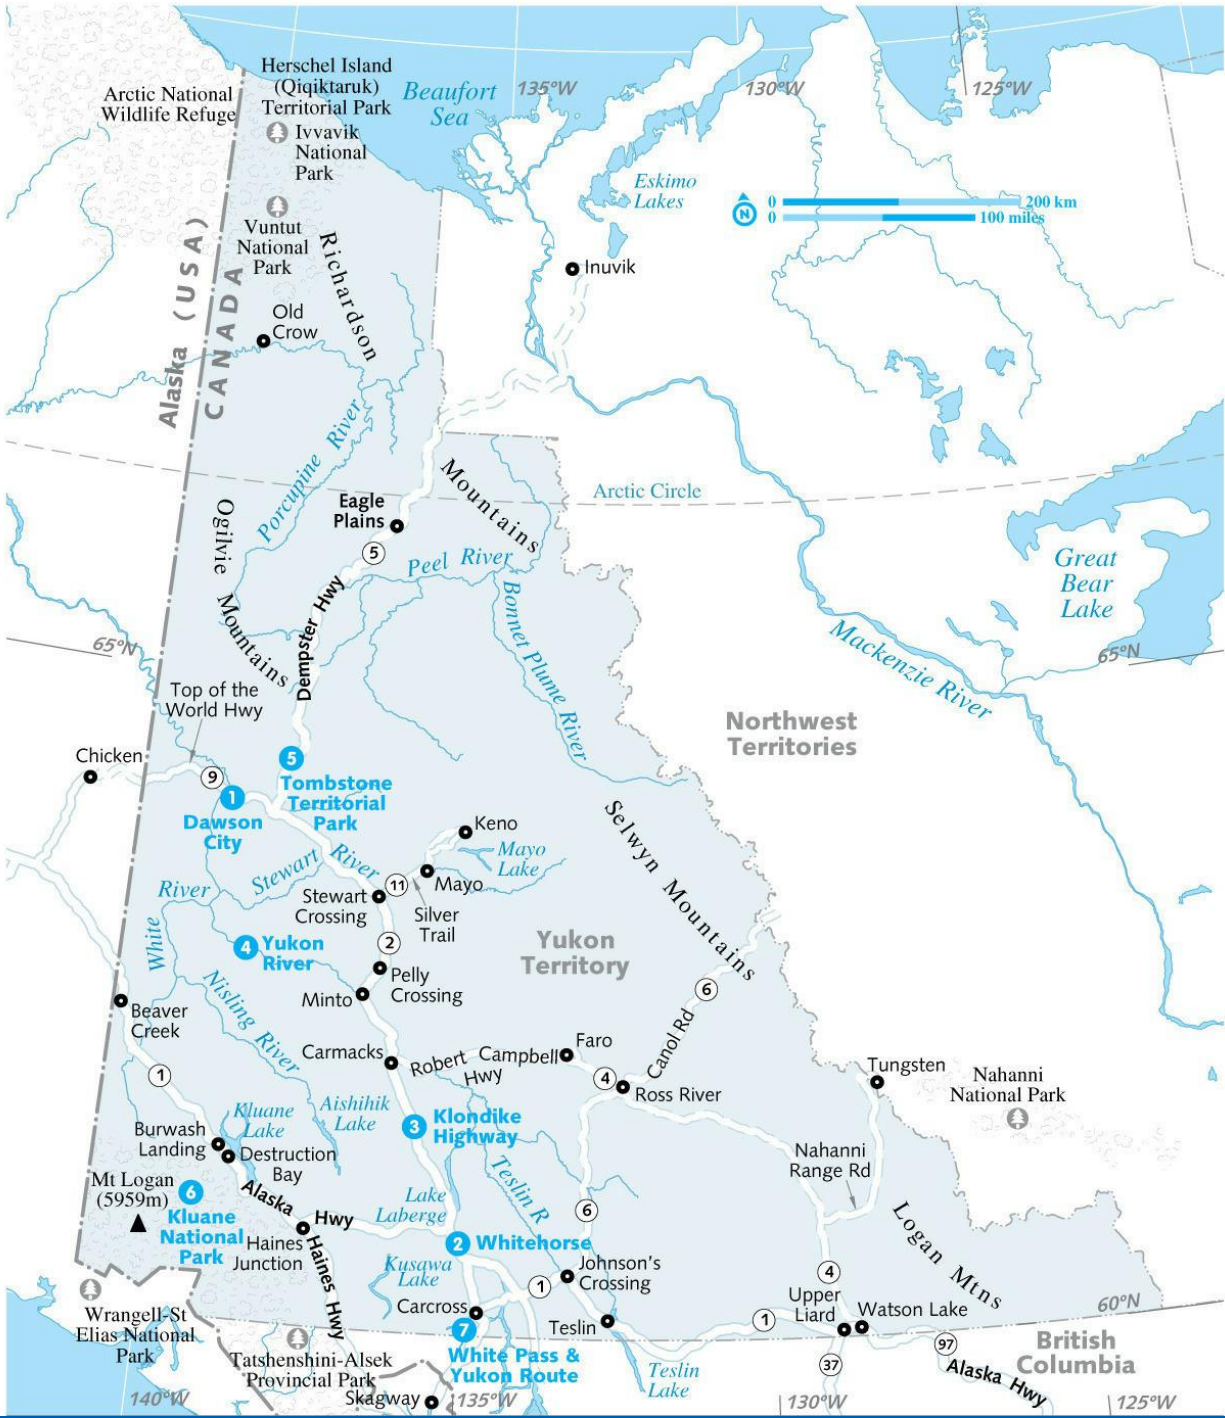 Herschel Island
(Qiqiktaruk)
Territorial Park
Arctic National
Wildlife Refuge
Beaufort
Sea
135°W
130°W
125°W
Ivvavik
National
Park
Eskimo
Lakes
0 200 km
0 100 miles
N
Vuntut
National
Park
Richardson
Inuvik
Alaska (USA)
CANADA
Old
Crow
Porcupine River
Mountains
Arctic Circle
Eagle
Plains
Ogilvie
Mountains
5
Peel River
Great
Bear
Lake
Dempster Hwy
Bonnet Plume River
Mackenzie River
65°N
65°N
Top of the
World Hwy
Northwest
Territories
Chicken
9
5
Tombstone
Territorial
Park
1
Dawson
City
Keno
Mayo
Lake
Selwyn Mountains
Stewart River
River
11
Mayo
Stewart
Crossing
Silver
Trail
White
4
Yukon
River
2
Yukon
Territory
Pelly
Crossing
Minto
6
Nisling River
Beaver
Creek
Canol Rd
Carmacks
Robert Campbell
Hwy
Faro
4
Ross River
Tungsten
Nahanni
National Park
1
Kluane
Lake
Aishihik
Lake
3
Klondike
Highway
Burwash
Landing
Destruction
Bay
Nahanni
Range Rd
Mt Logan
(5959m)
6
Kluane
National
Park
Alaska Hwy
Lake
Laberge
Teslin R
6
Logan Mtns
Haines
Junction
Haines Hwy
2
Whitehorse
Kusawa
Lake
Johnson's
Crossing
1
4
Upper
Liard
Watson Lake
60°N
Carcross
Teslin
1
Wrangell-St
Elias National
Park
7
White Pass &
Yukon Route
97
37
British
Columbia
Alaska Hwy
Tatshenshini-Alsek
Provincial Park
Teslin
Lake
Skagway
140°W
135°W
130°W
125°W